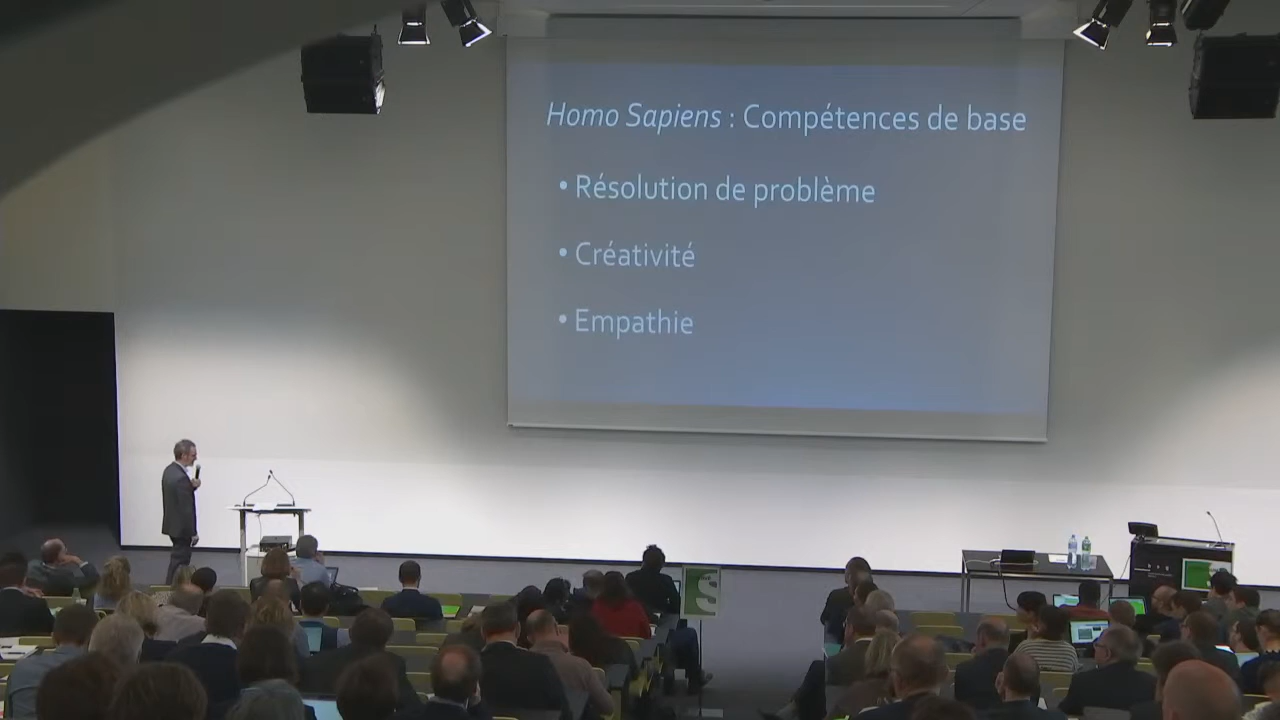 Homo Sapiens : Compétences de base
• Résolution de problème
• Créativité
• Empathie